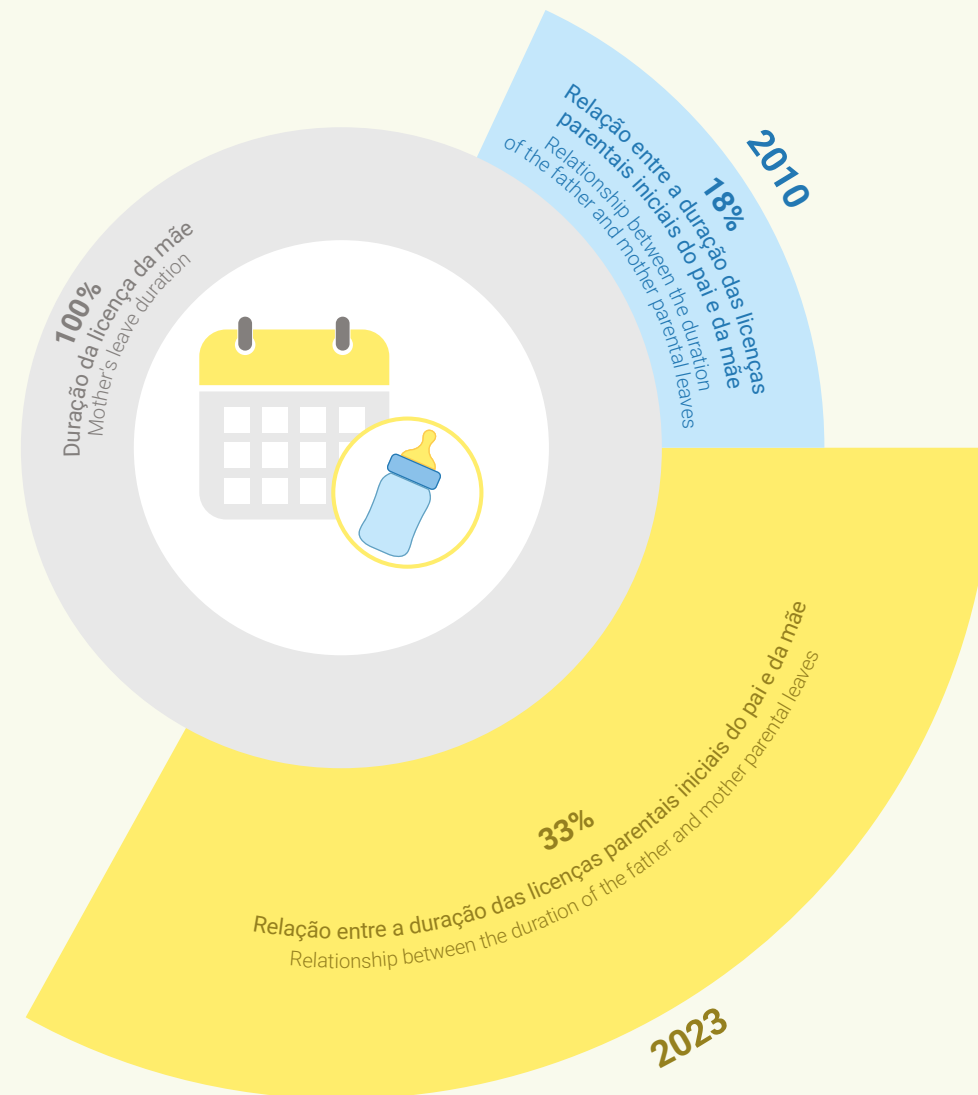 100%
Duração da licença da mãe
Mother's leave duration
2010
18%
Relação entre a duração das licenças
parentais iniciais do pai e da mãe
Relationship between the duration
of the father and mother parental leaves
33%
Relação entre a duração das licenças parentais iniciais do pai e da mãe
Relationship between the duration of the father and mother parental leaves
2023